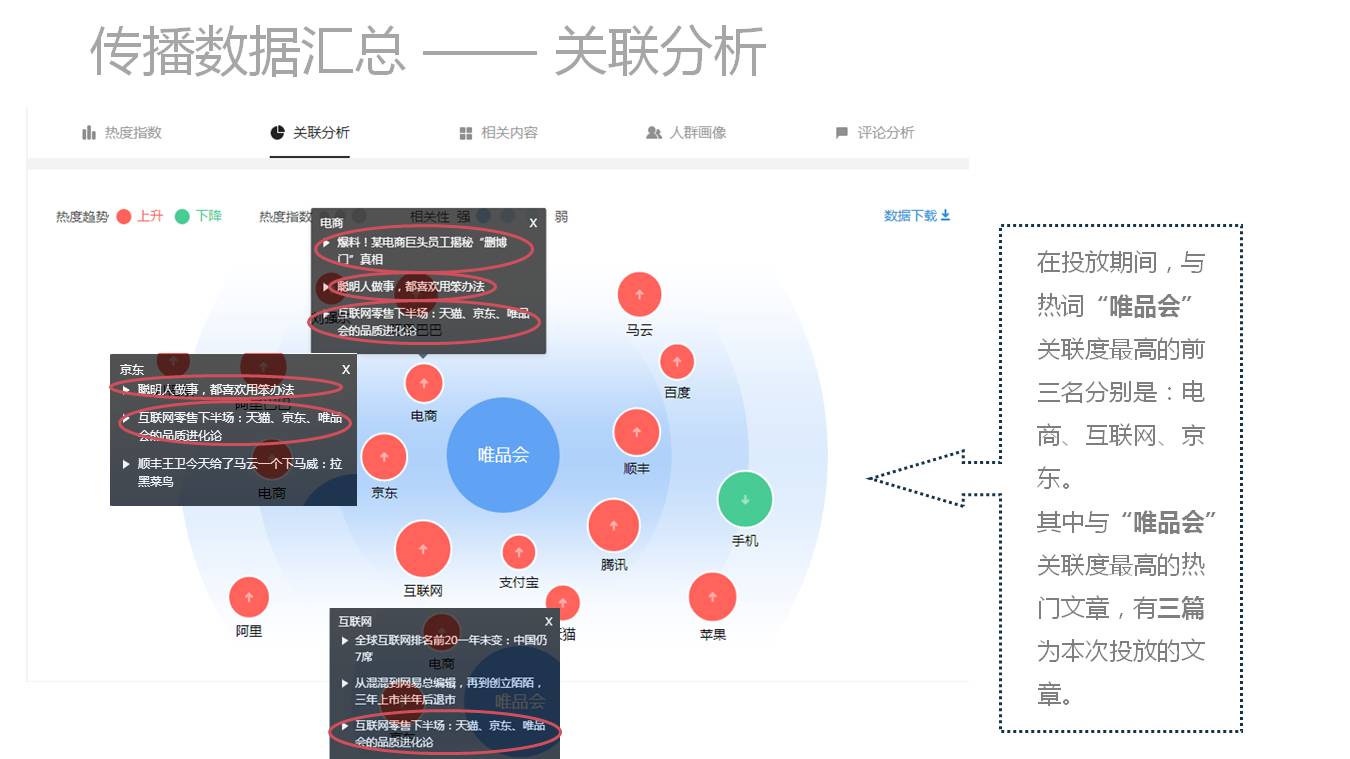 传播数据汇总 —— 关联分析
热度指数
关联分析
相关内容
人群画像
评论分析
热度趋势 上升 下降
热度指数
相关性 强
弱
数据下载
电商
X
爆料！某电商巨头员工揭秘“删博
门”真相
聪明人做事，都喜欢用笨办法
互联网零售下半场：天猫、京东、唯品
会的品质进化论
马云
百度
京东
X
聪明人做事，都喜欢用笨办法
互联网零售下半场：天猫、京东、唯品
会的品质进化论
顺丰王卫今天给了马云一个下马威：拉
黑菜鸟
电商
电商
唯品会
京东
顺丰
手机
腾讯
互联网
支付宝
阿里
苹果
猫
互联网
X
全球互联网排名前20一年未变：中国仍
7席
电商
从混混到网易总编辑，再到创立陌陌，
三年上市半年后退市
唯品会
互联网零售下半场：天猫、京东、唯品
会的品质进化论
在投放期间，与
热词“唯品会”
关联度最高的前
三名分别是：电
商、互联网、京
东。
其中与“唯品会”
关联度最高的热
门文章，有三篇
为本次投放的文
章。